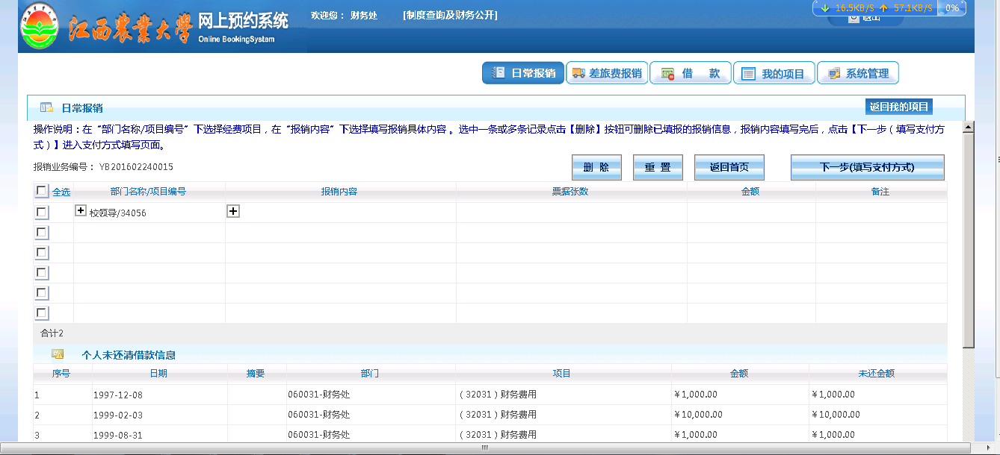 江西农业大学 网上预约系统 欢迎您： 财务处 [制度查询及财务公开] 16.5KB/S 57.1KB/S 0%
Online BookingSystem 退出
日常报销 差旅费报销 借 款 我的项目 系统管理
日常报销 返回我的项目
操作说明：在“部门名称/项目编号”下选择经费项目，在“报销内容”下选择填写报销具体内容 。选中一条或多条记录点击【删除】按钮可删除已填报的报销信息，报销内容填写完后，点击【下一步（填写支付方
式）】进入支付方式填写页面。
报销业务编号： YB201602240015 删 除 重 置 返回首页 下一步(填写支付方式)
全选 部门名称/项目编号 报销内容 票据张数 金额 备注
校领导/34056
合计2
个人未还清借款信息
序号 日期 摘要 部门 项目 金额 未还金额
1 1997-12-08 060031-财务处 （32031）财务费用 ￥1,000.00 ￥1,000.00
2 1999-02-03 060031-财务处 （32031）财务费用 ￥10,000.00 ￥10,000.00
3 1999-08-31 060031-财务处 （32031）财务费用 ￥1,000.00 ￥1,000.00